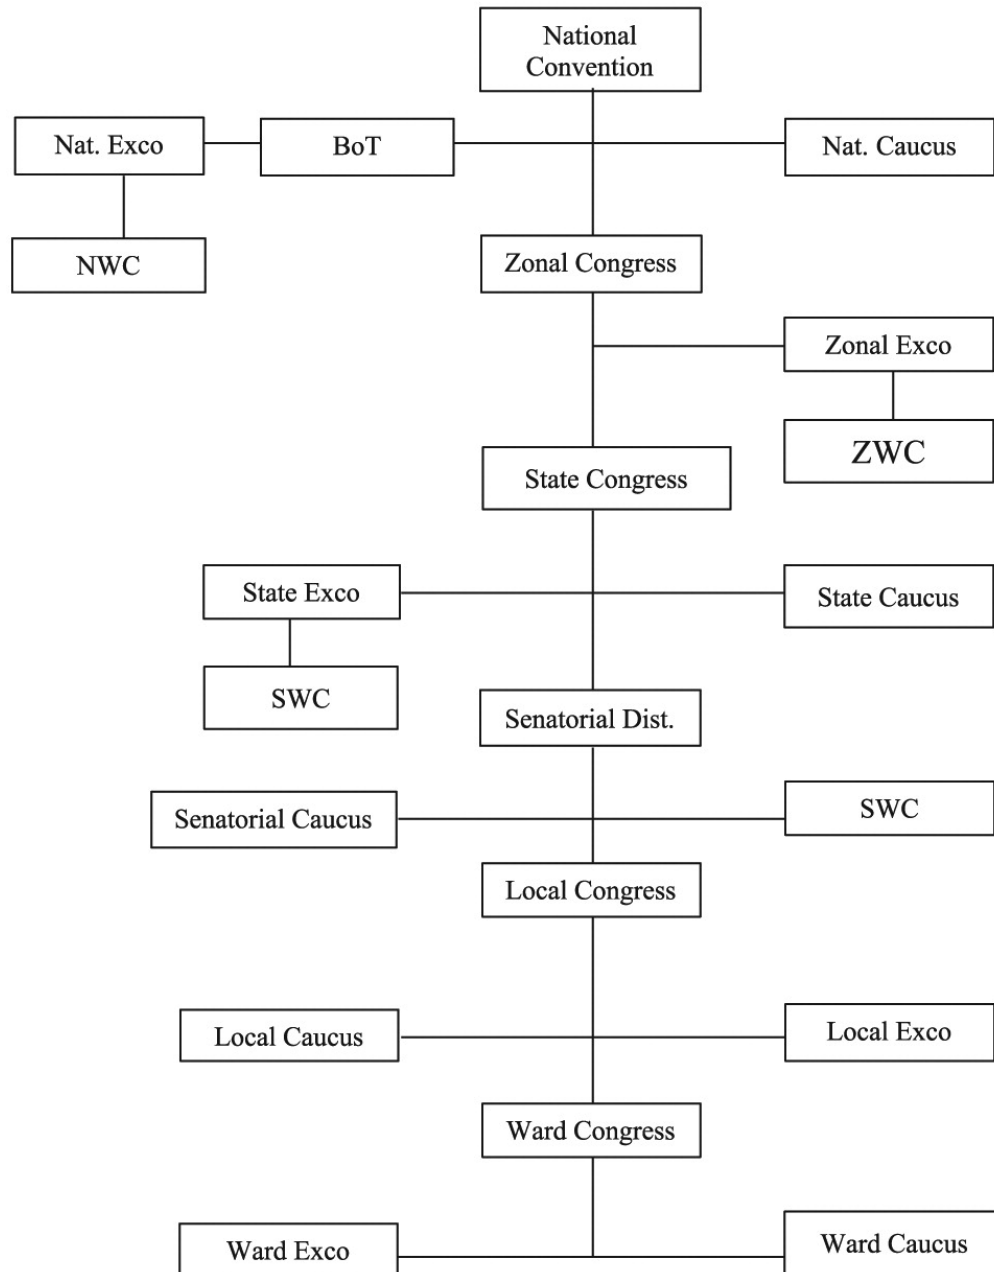 National
Convention
Nat. Exco
BoT
Nat. Caucus
NWC
Zonal Congress
Zonal Exco
ZWC
State Congress
State Exco
State Caucus
SWC
Senatorial Dist.
Senatorial Caucus
SWC
Local Congress
Local Caucus
Local Exco
Ward Congress
Ward Exco
Ward Caucus